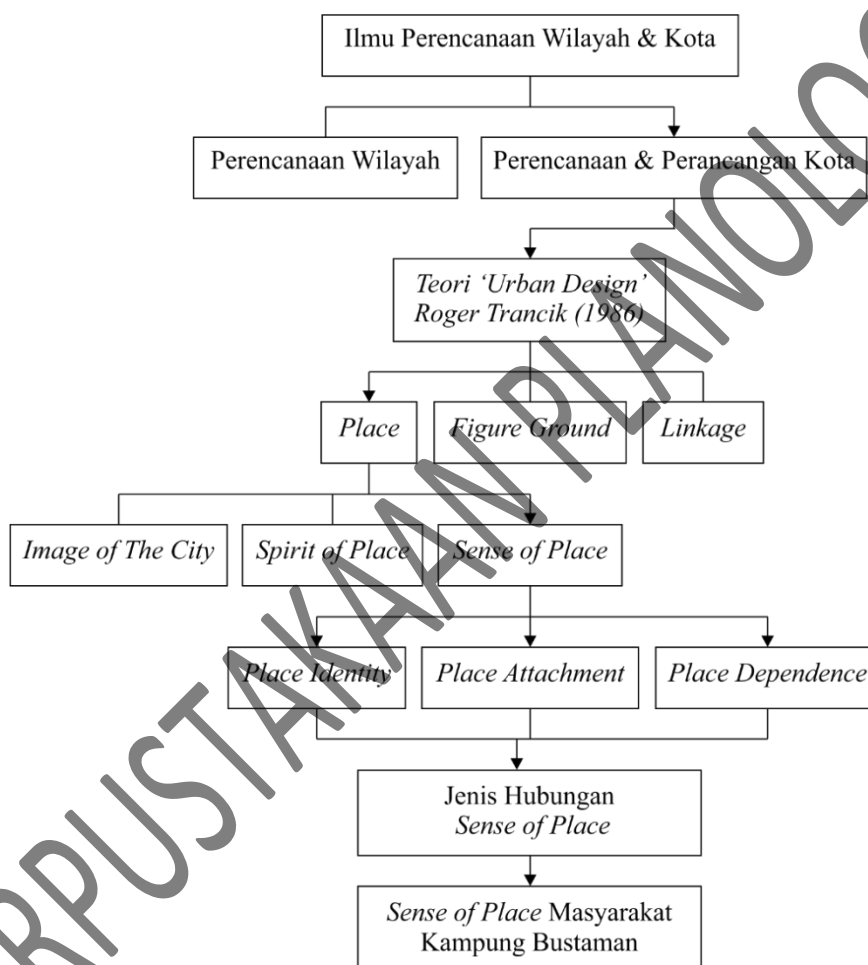 Ilmu Perencanaan Wilayah & Kota
Perencanaan Wilayah
Perencanaan & Perancangan Kota
Teori ‘Urban Design’
Roger Trancik (1986)
Place
Figure Ground
Linkage
Image of The City
Spirit of Place
Sense of Place
Place Identity
Place Attachment
Place Dependence
Jenis Hubungan
Sense of Place
Sense of Place Masyarakat
Kampung Bustaman
RPUSTAKAAN PLANOLO